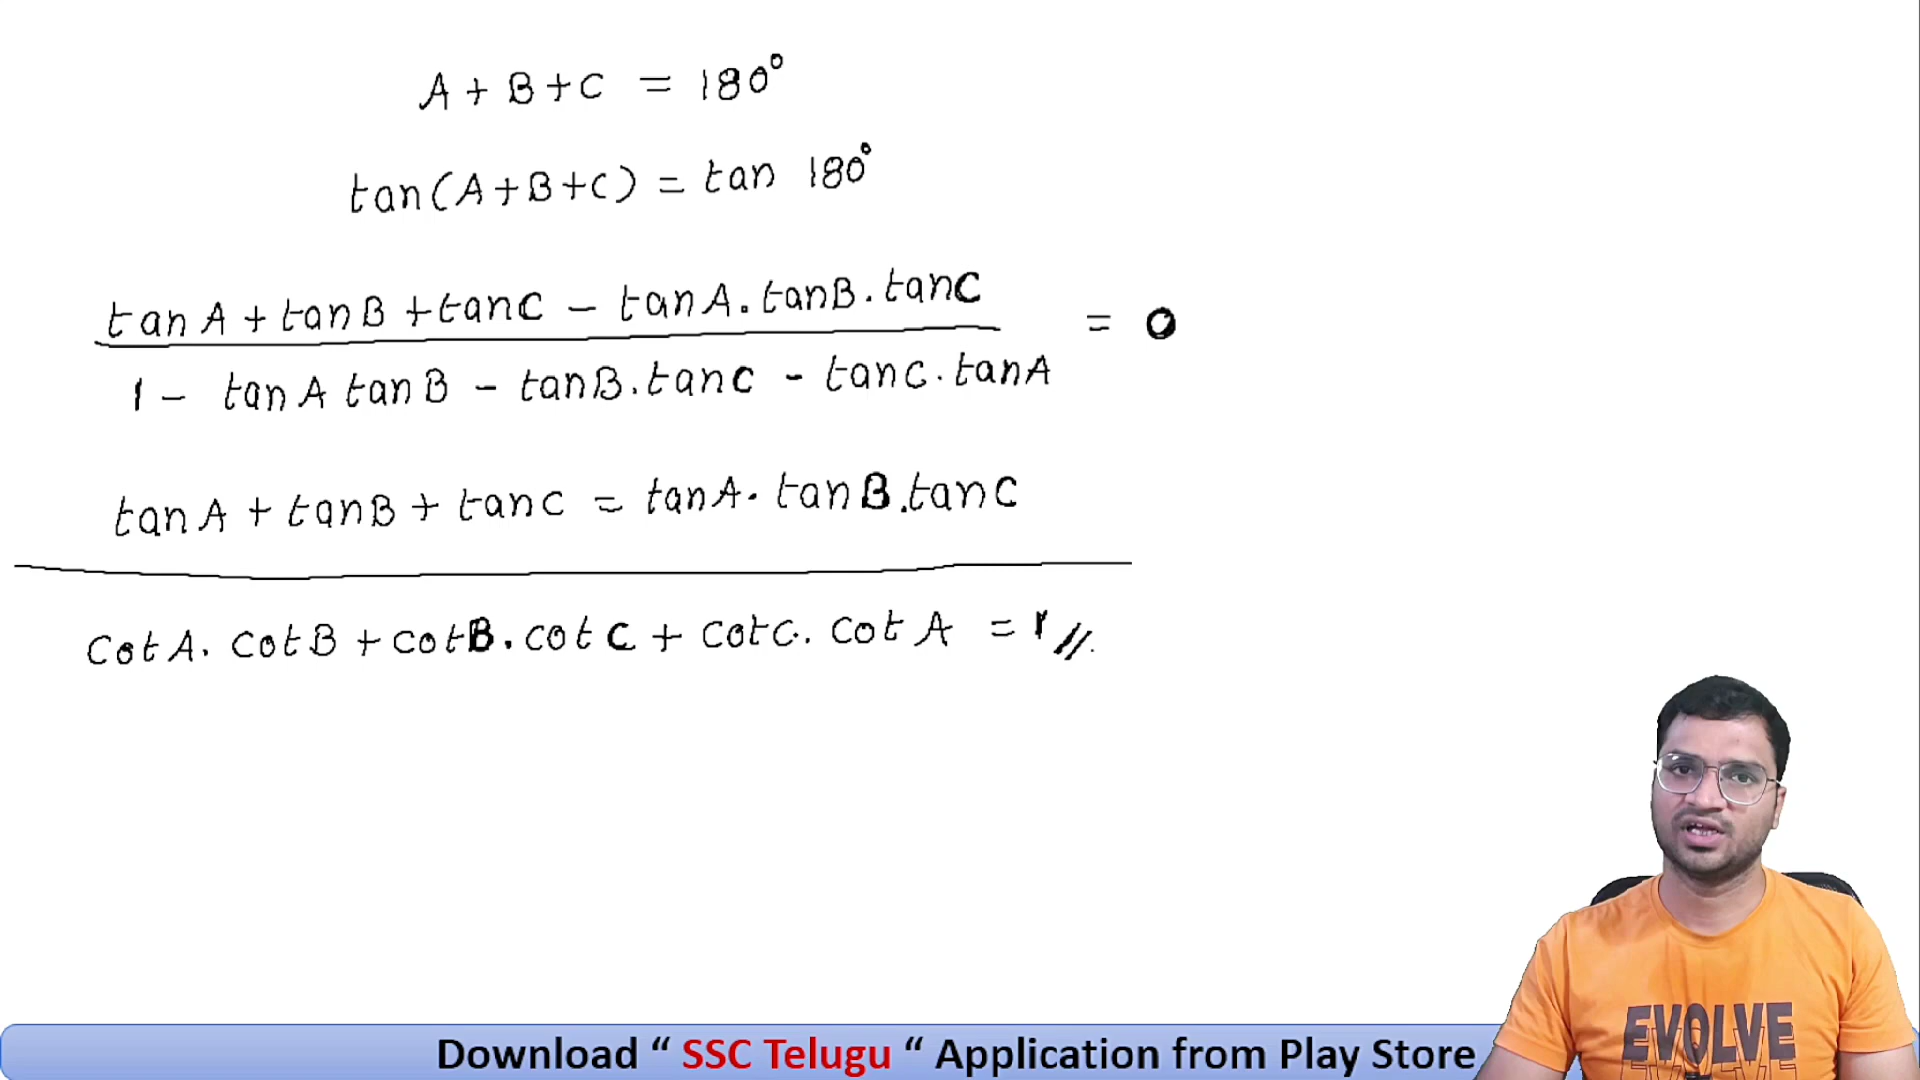 A + B + C = 180°
tan(A+B+C) = tan 180°
tan A + tan B + tan C - tan A . tan B . tan C
= 0
1 - tan A tan B - tan B . tan C - tan C . tan A
tan A + tan B + tan C = tan A . tan B . tan C
cot A . cot B + cot B . cot C + cot C . cot A = 1 //.
EVOLVE
Download “ SSC Telugu “ Application from Play Store